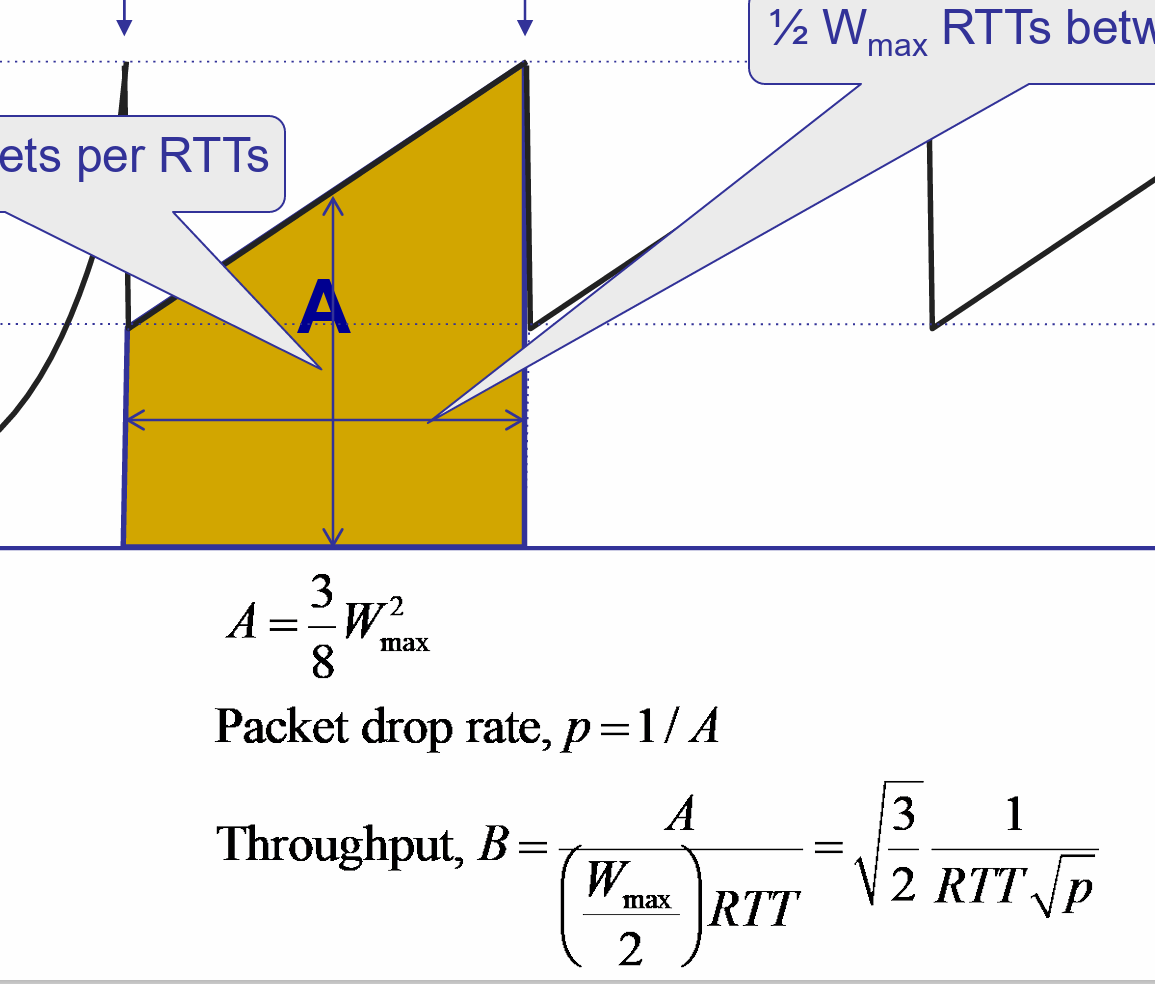 ½ Wmax RTTs betw
ets per RTTs
A
A = 3/8 W²max
Packet drop rate, p = 1 / A
Throughput, B = A / ((Wmax / 2) RTT) = √(3/2) 1 / (RTT √p)